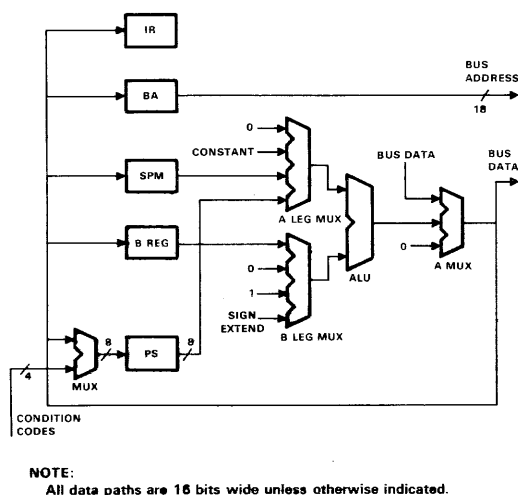 IR
BUS
ADDRESS
BA
18
0
CONSTANT
BUS DATA
BUS
DATA
SPM
A LEG MUX
B REG
0
ALU
0
A MUX
1
SIGN
EXTEND
B LEG MUX
8
PS
8
4
MUX
CONDITION
CODES
NOTE:
All data paths are 16 bits wide unless otherwise indicated.